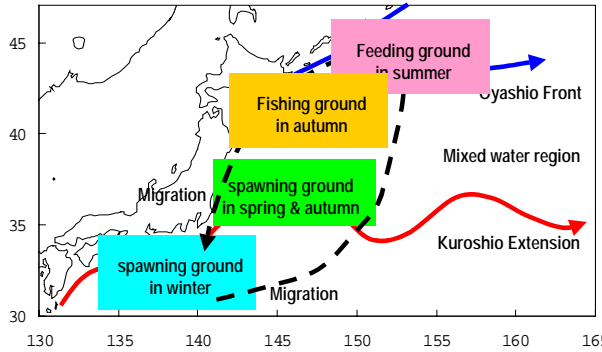 45
Feeding ground
in summer
Oyashio Front
Fishing ground
in autumn
40
Mixed water region
Migration
spawning ground
in spring & autumn
35
Kuroshio Extension
spawning ground
in winter
Migration
30
130 135 140 145 150 155 160 165